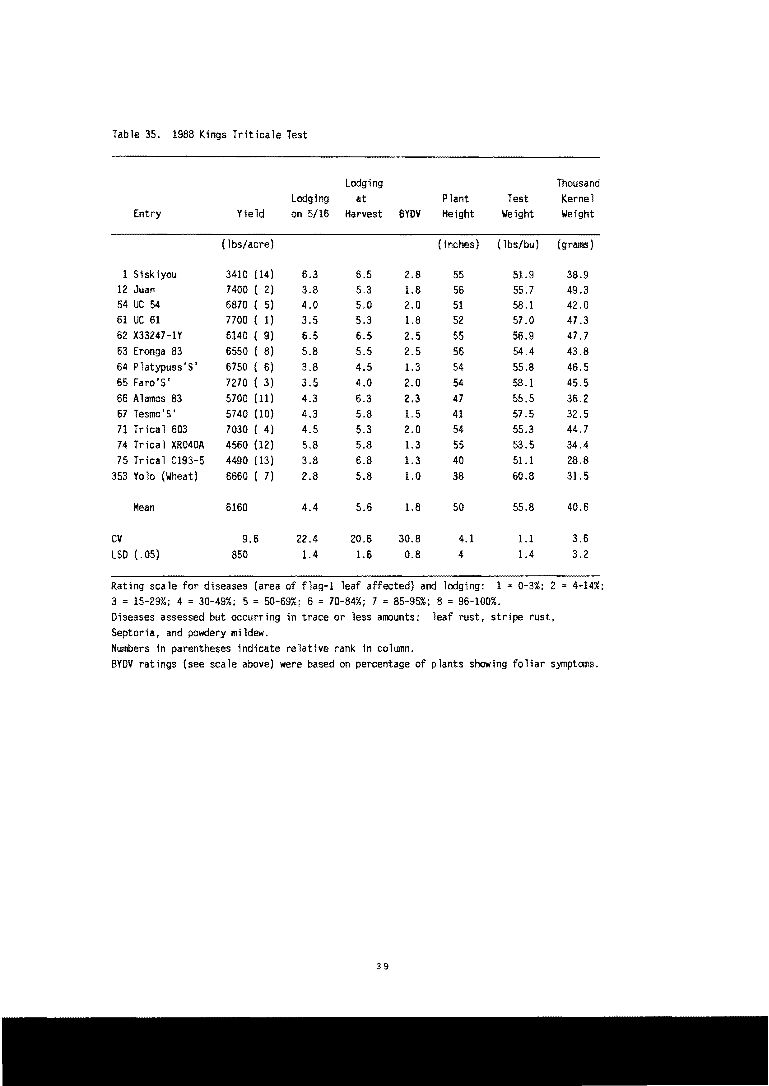 Table 35. 1988 Kings Triticale Test
Lodging Thousand
Lodging at Plant Test Kernel
Entry Yield on 5/16 Harvest BYDV Height Weight Weight
(lbs/acre) (inches) (lbs/bu) (grams)
1 Siskiyou 3410 (14) 6.3 6.5 2.8 55 51.9 38.9
12 Juan 7400 ( 2) 3.8 5.3 1.8 56 55.7 49.3
54 UC 54 6870 ( 5) 4.0 5.0 2.0 51 58.1 42.0
61 UC 61 7700 ( 1) 3.5 5.3 1.8 52 57.0 47.3
62 X33247-1Y 6140 ( 9) 6.5 6.5 2.5 55 56.9 47.7
63 Eronga 83 6550 ( 8) 5.8 5.5 2.5 56 54.4 43.8
64 Platypuss'S' 6750 ( 6) 3.8 4.5 1.3 54 55.8 46.5
65 Faro'S' 7270 ( 3) 3.5 4.0 2.0 54 58.1 45.5
66 Alamos 83 5700 (11) 4.3 6.3 2.3 47 55.5 36.2
67 Tesmo'S' 5740 (10) 4.3 5.8 1.5 41 57.5 32.5
71 Trical 603 7030 ( 4) 4.5 5.3 2.0 54 55.3 44.7
74 Trical XR040A 4560 (12) 5.8 5.8 1.3 55 53.5 34.4
75 Trical C193-5 4490 (13) 3.8 6.8 1.3 40 51.1 28.8
353 Yolo (Wheat) 6660 ( 7) 2.8 5.8 1.0 38 60.8 31.5
Mean 6160 4.4 5.6 1.8 50 55.8 40.6
CV 9.6 22.4 20.6 30.8 4.1 1.1 3.6
LSD (.05) 850 1.4 1.6 0.8 4 1.4 3.2
Rating scale for diseases (area of flag-1 leaf affected) and lodging: 1 = 0-3%; 2 = 4-14%;
3 = 15-29%; 4 = 30-49%; 5 = 50-69%; 6 = 70-84%; 7 = 85-95%; 8 = 96-100%.
Diseases assessed but occurring in trace or less amounts: leaf rust, stripe rust,
Septoria, and powdery mildew.
Numbers in parentheses indicate relative rank in column.
BYDV ratings (see scale above) were based on percentage of plants showing foliar symptoms.
39